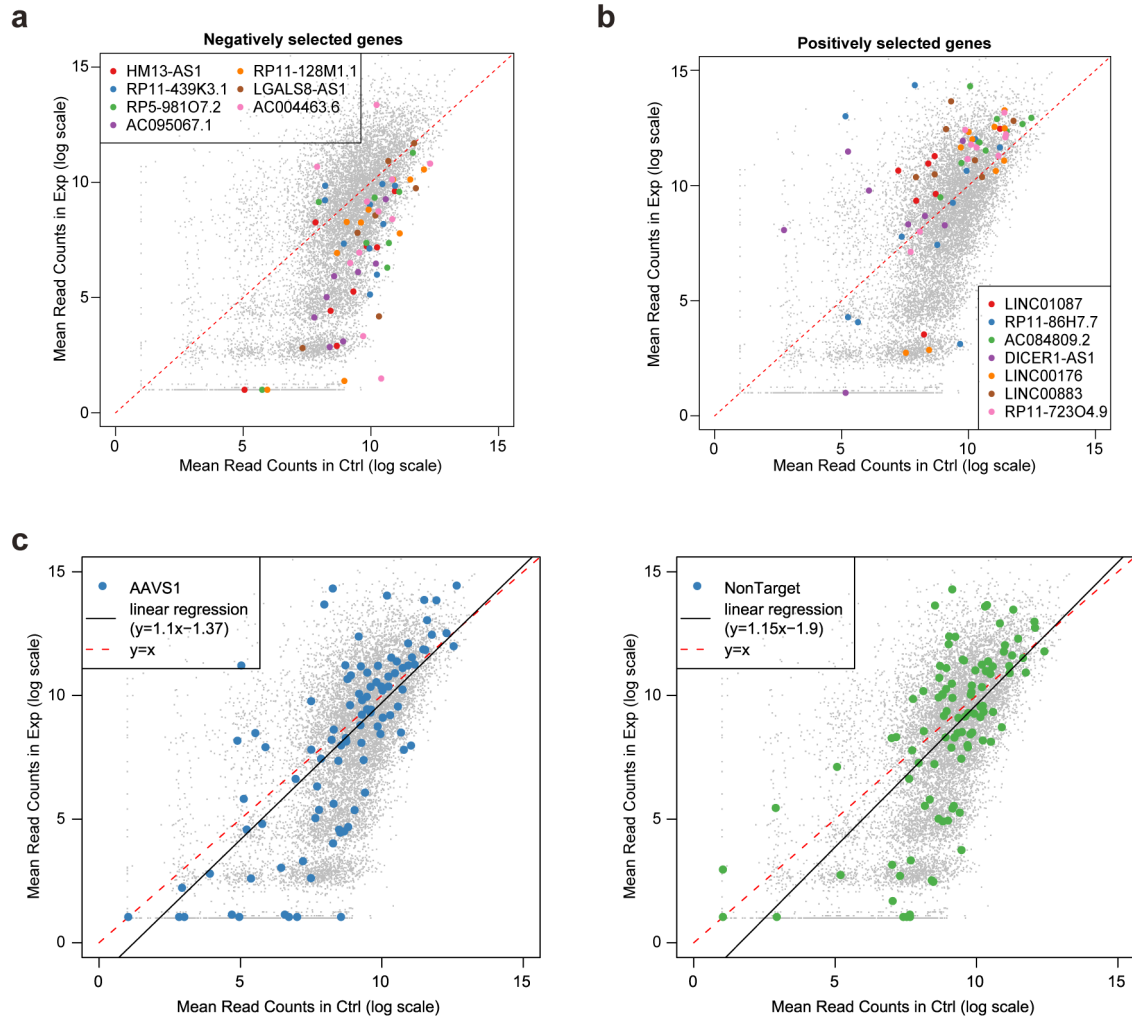 a
Negatively selected genes
HM13-AS1
RP11-439K3.1
RP5-981O7.2
AC095067.1
RP11-128M1.1
LGALS8-AS1
AC004463.6
Mean Read Counts in Exp (log scale)
15
10
5
0
0 5 10 15
Mean Read Counts in Ctrl (log scale)
b
Positively selected genes
LINC01087
RP11-86H7.7
AC084809.2
DICER1-AS1
LINC00176
LINC00883
RP11-723O4.9
Mean Read Counts in Exp (log scale)
15
10
5
0
0 5 10 15
Mean Read Counts in Ctrl (log scale)
c
AAVS1
linear regression
(y=1.1x−1.37)
y=x
Mean Read Counts in Exp (log scale)
15
10
5
0
0 5 10 15
Mean Read Counts in Ctrl (log scale)
NonTarget
linear regression
(y=1.15x−1.9)
y=x
Mean Read Counts in Exp (log scale)
15
10
5
0
0 5 10 15
Mean Read Counts in Ctrl (log scale)